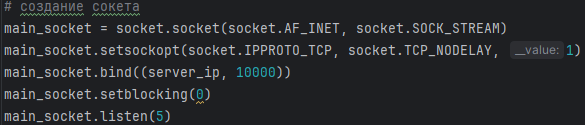 # создание сокета
main_socket = socket.socket(socket.AF_INET, socket.SOCK_STREAM)
main_socket.setsockopt(socket.IPPROTO_TCP, socket.TCP_NODELAY, __value: 1)
main_socket.bind((server_ip, 10000))
main_socket.setblocking(0)
main_socket.listen(5)